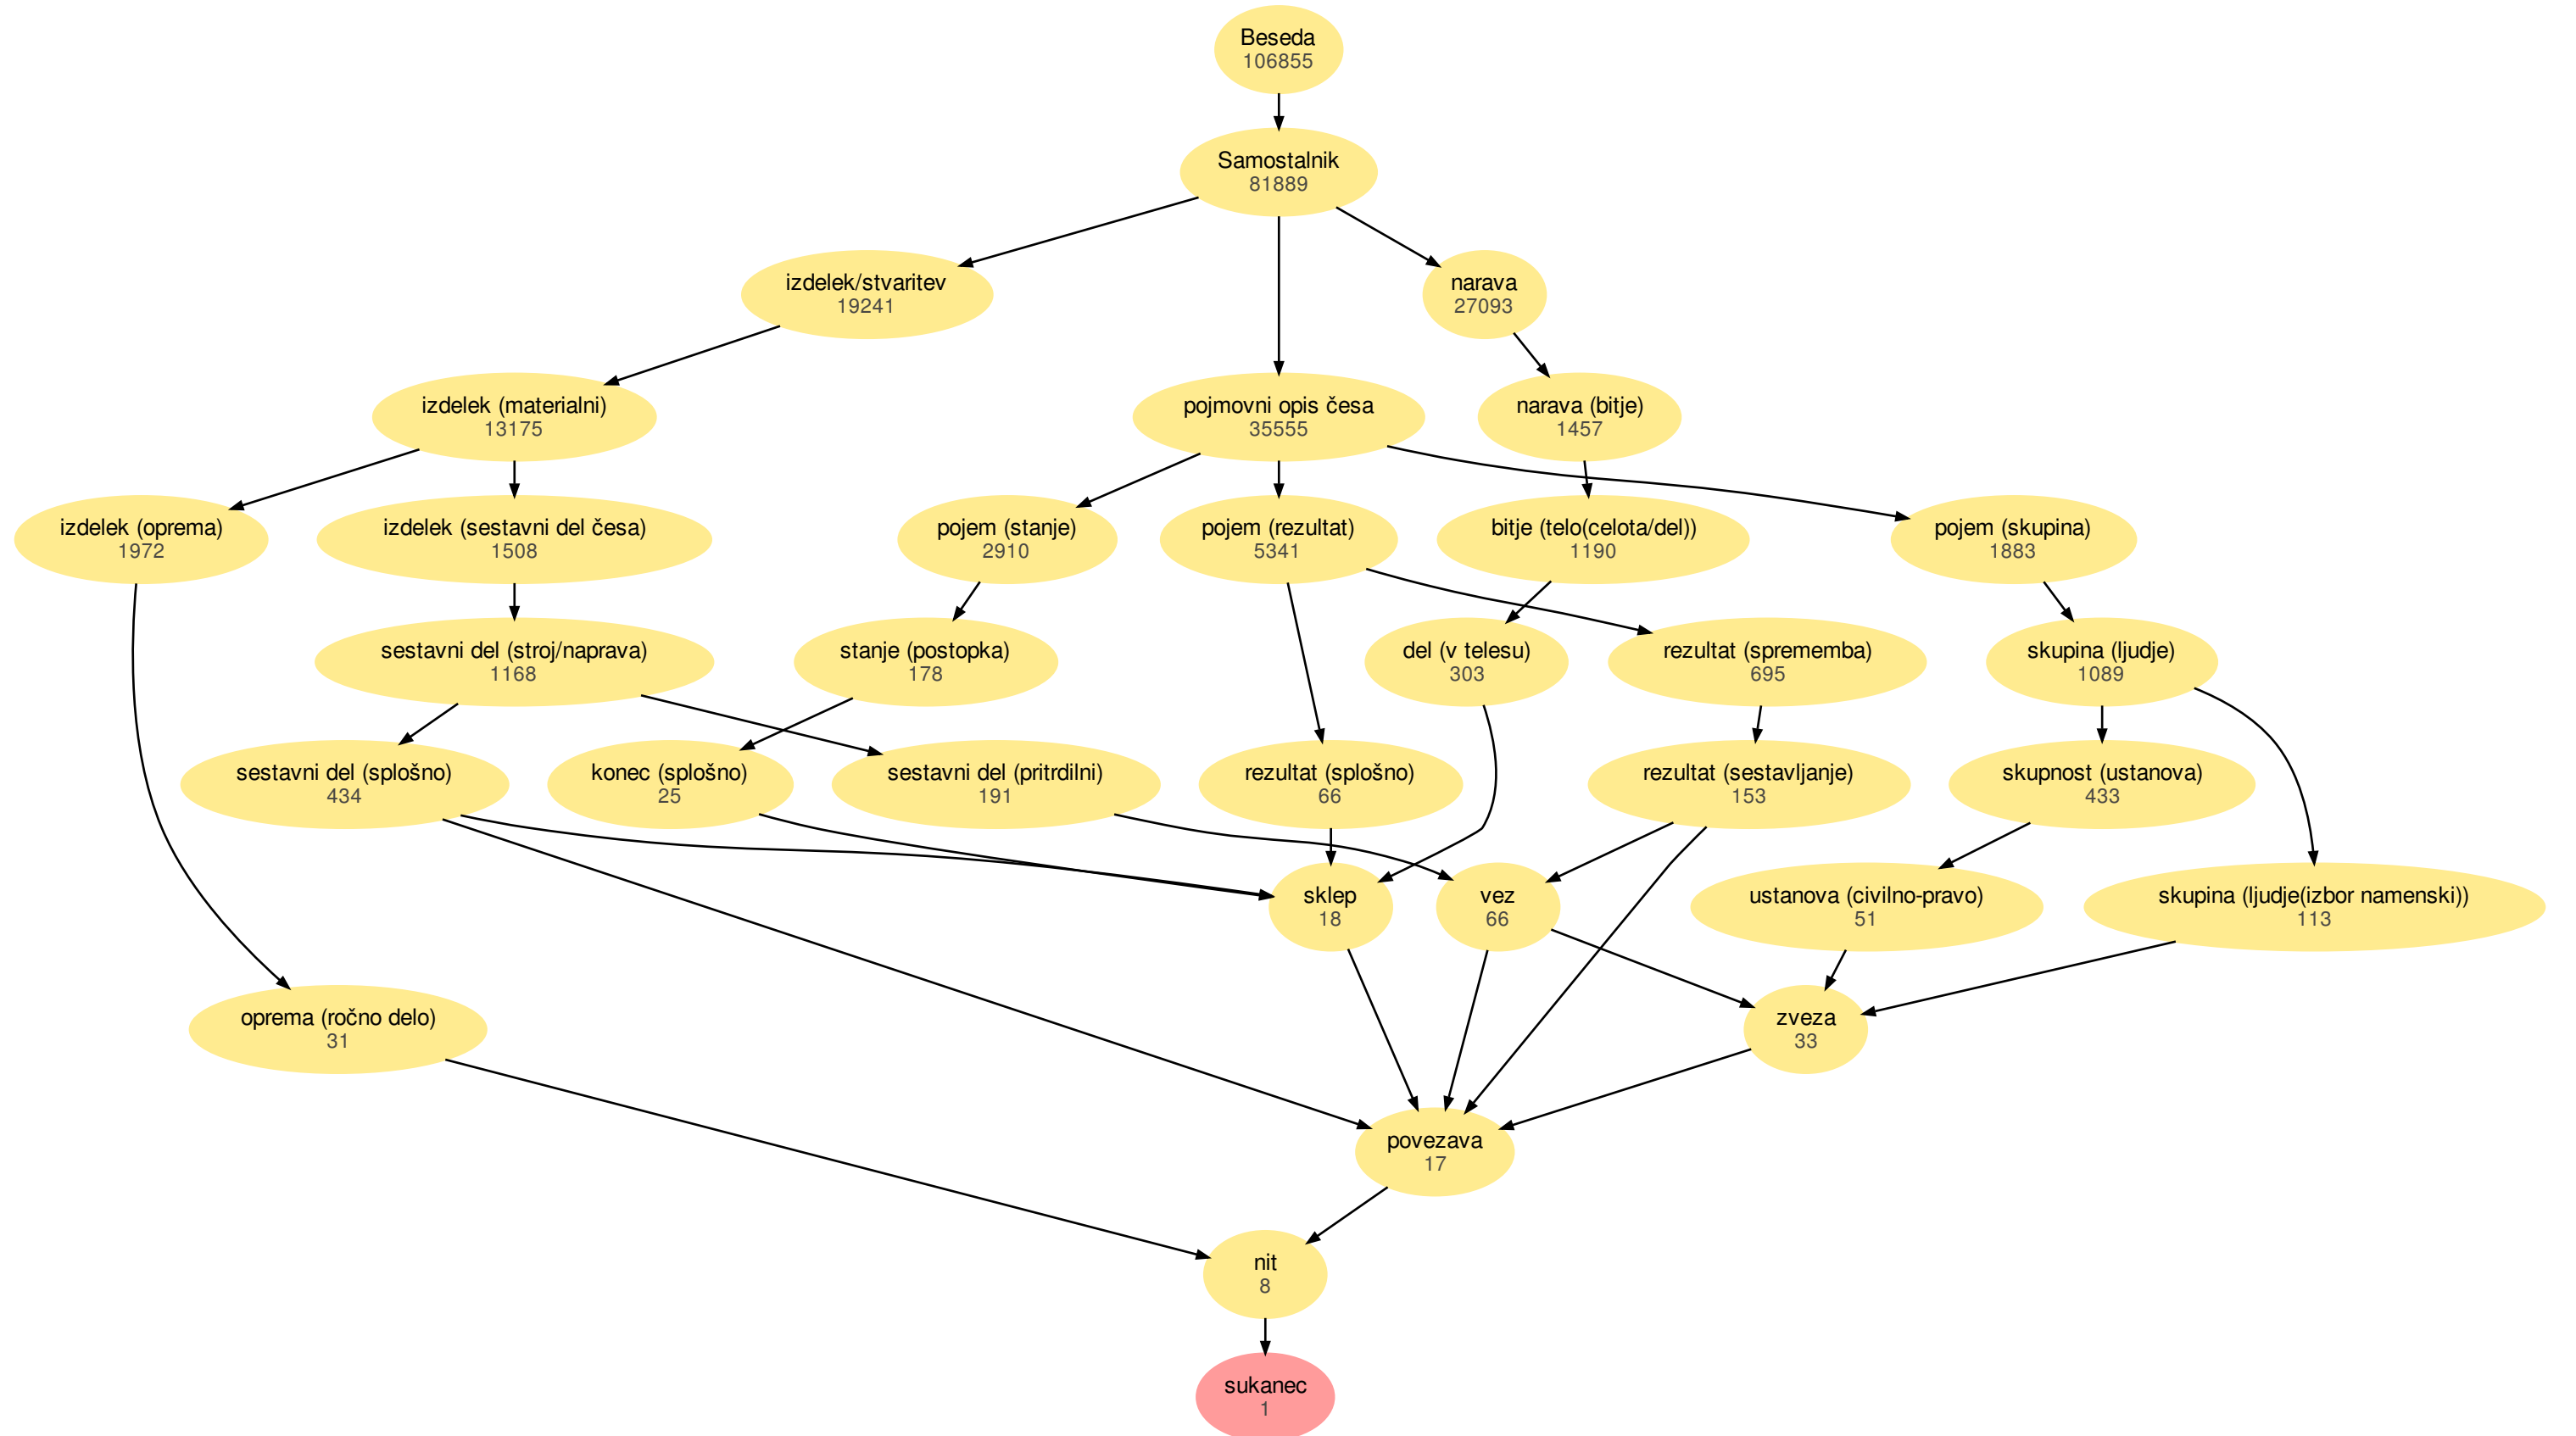 Beseda
106855
Samostalnik
81889
izdelek/stvaritev
19241
narava
27093
izdelek (materialni)
13175
pojmovni opis česa
35555
narava (bitje)
1457
izdelek (oprema)
1972
izdelek (sestavni del česa)
1508
pojem (stanje)
2910
pojem (rezultat)
5341
bitje (telo(celota/del))
1190
pojem (skupina)
1883
sestavni del (stroj/naprava)
1168
stanje (postopka)
178
del (v telesu)
303
rezultat (sprememba)
695
skupina (ljudje)
1089
sestavni del (splošno)
434
konec (splošno)
25
sestavni del (pritrdilni)
191
rezultat (splošno)
66
rezultat (sestavljanje)
153
skupnost (ustanova)
433
sklep
18
vez
66
ustanova (civilno-pravo)
51
skupina (ljudje(izbor namenski))
113
oprema (ročno delo)
31
zveza
33
povezava
17
nit
8
sukanec
1